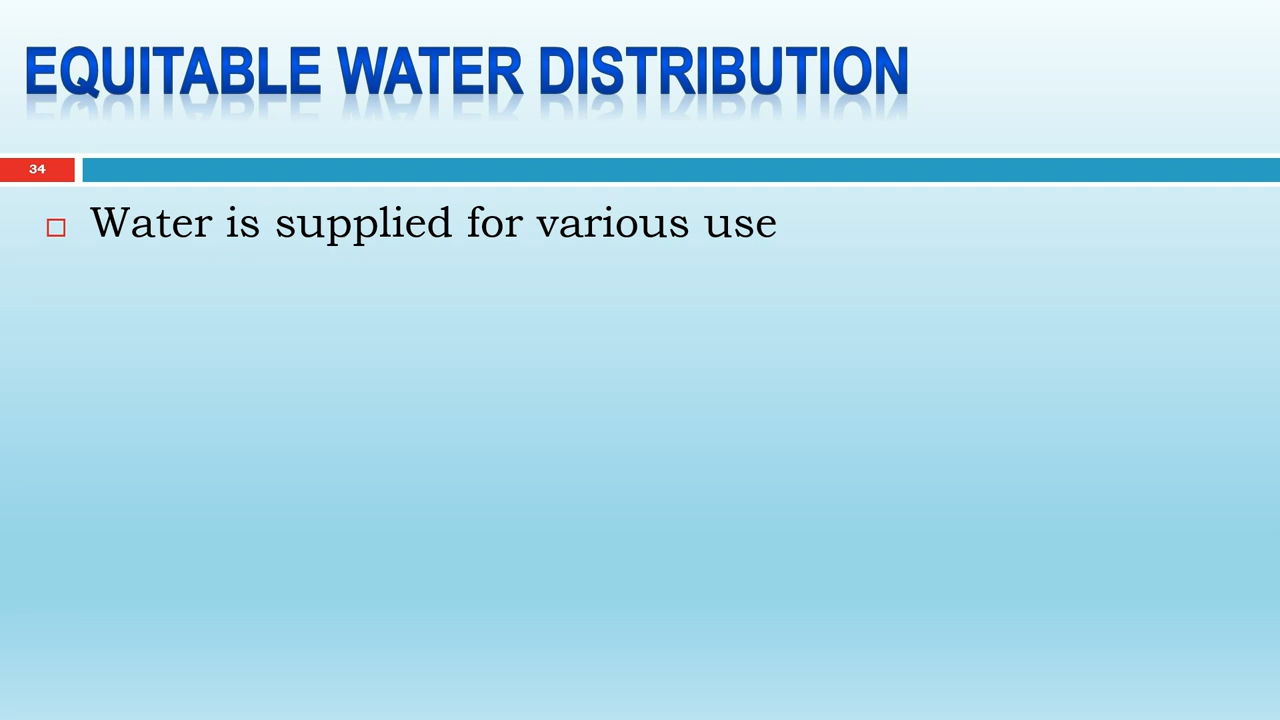 EQUITABLE WATER DISTRIBUTION
34
Water is supplied for various use